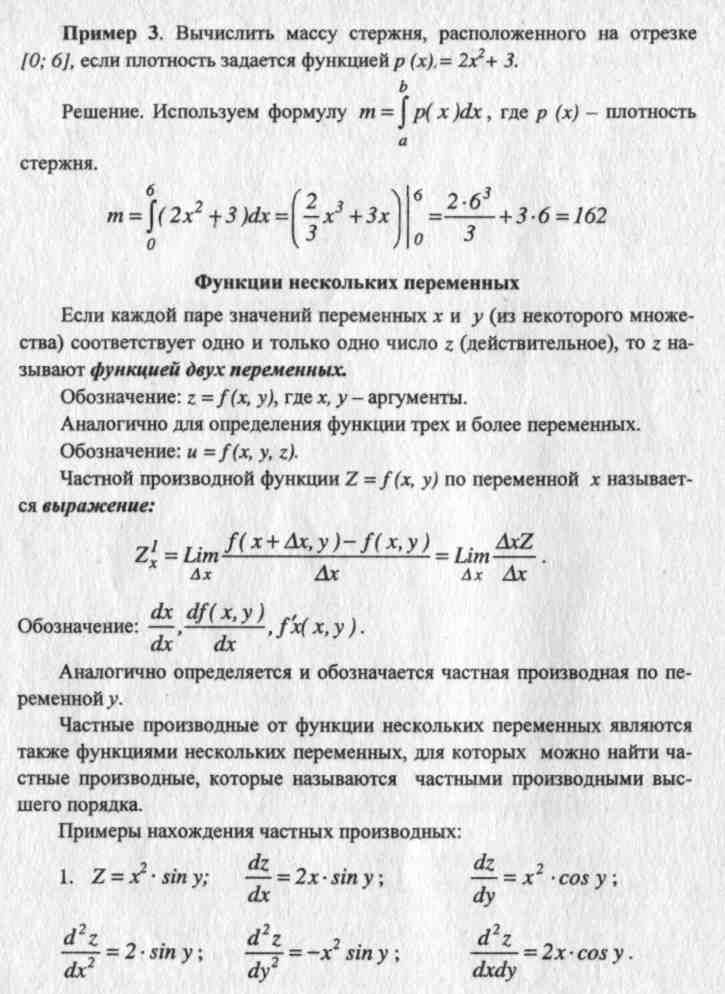 Пример 3. Вычислить массу стержня, расположенного на отрезке
[0; 6], если плотность задается функцией p (x).= 2x²+ 3.
Решение. Используем формулу m = ∫ₐᵇ p( x )dx , где p (x) – плотность
стержня.
m = ∫₀⁶( 2x² + 3 )dx = ( 2/3 x³ + 3x ) |₀⁶ = 2·6³/3 + 3·6 = 162
Функции нескольких переменных
Если каждой паре значений переменных x и y (из некоторого множе-
ства) соответствует одно и только одно число z (действительное), то z на-
зывают функцией двух переменных.
Обозначение: z = f (x, y), где x, y – аргументы.
Аналогично для определения функции трех и более переменных.
Обозначение: u = f (x, y, z).
Частной производной функции Z = f (x, y) по переменной x называет-
ся выражение:
Z¹ₓ = Lim Δx f( x + Δx, y ) – f( x, y ) / Δx = Lim Δx ΔxZ / Δx .
Обозначение: dx/dx , df( x, y )/dx , f′x( x, y ) .
Аналогично определяется и обозначается частная производная по пе-
ременной y.
Частные производные от функции нескольких переменных являются
также функциями нескольких переменных, для которых можно найти ча-
стные производные, которые называются частными производными выс-
шего порядка.
Примеры нахождения частных производных:
1. Z = x² · sin y; dz/dx = 2x · sin y ; dz/dy = x² · cos y ;
d²z/dx² = 2 · sin y ; d²z/dy² = –x² sin y ; d²z/dxdy = 2x · cos y .